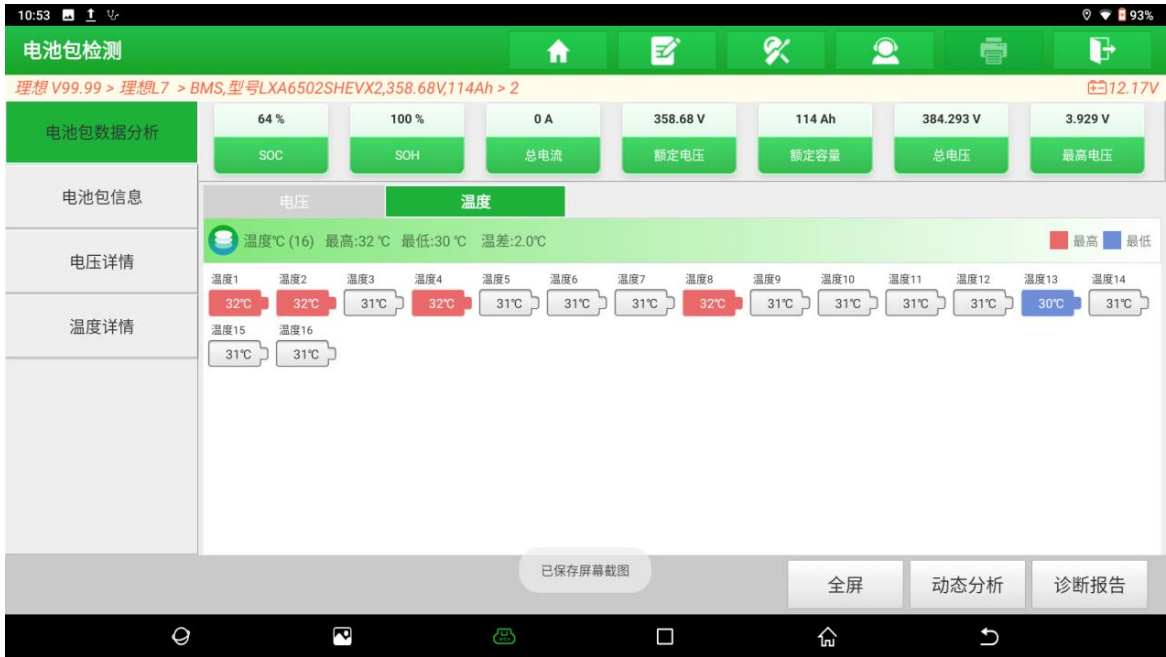 10:53 93%
电池包检测
理想 V99.99 > 理想L7 > BMS,型号LXA6502SHEVX2,358.68V,114Ah > 2 12.17V
电池包数据分析
电池包信息
电压详情
温度详情
64 % 100 % 0 A 358.68 V 114 Ah 384.293 V 3.929 V
SOC SOH 总电流 额定电压 额定容量 总电压 最高电压
电压 温度
温度℃ (16) 最高:32 ℃ 最低:30 ℃ 温差:2.0℃ 最高 最低
温度1 温度2 温度3 温度4 温度5 温度6 温度7 温度8 温度9 温度10 温度11 温度12 温度13 温度14
32℃ 32℃ 31℃ 32℃ 31℃ 31℃ 31℃ 32℃ 31℃ 31℃ 31℃ 31℃ 30℃ 31℃
温度15 温度16
31℃ 31℃
已保存屏幕截图
全屏 动态分析 诊断报告